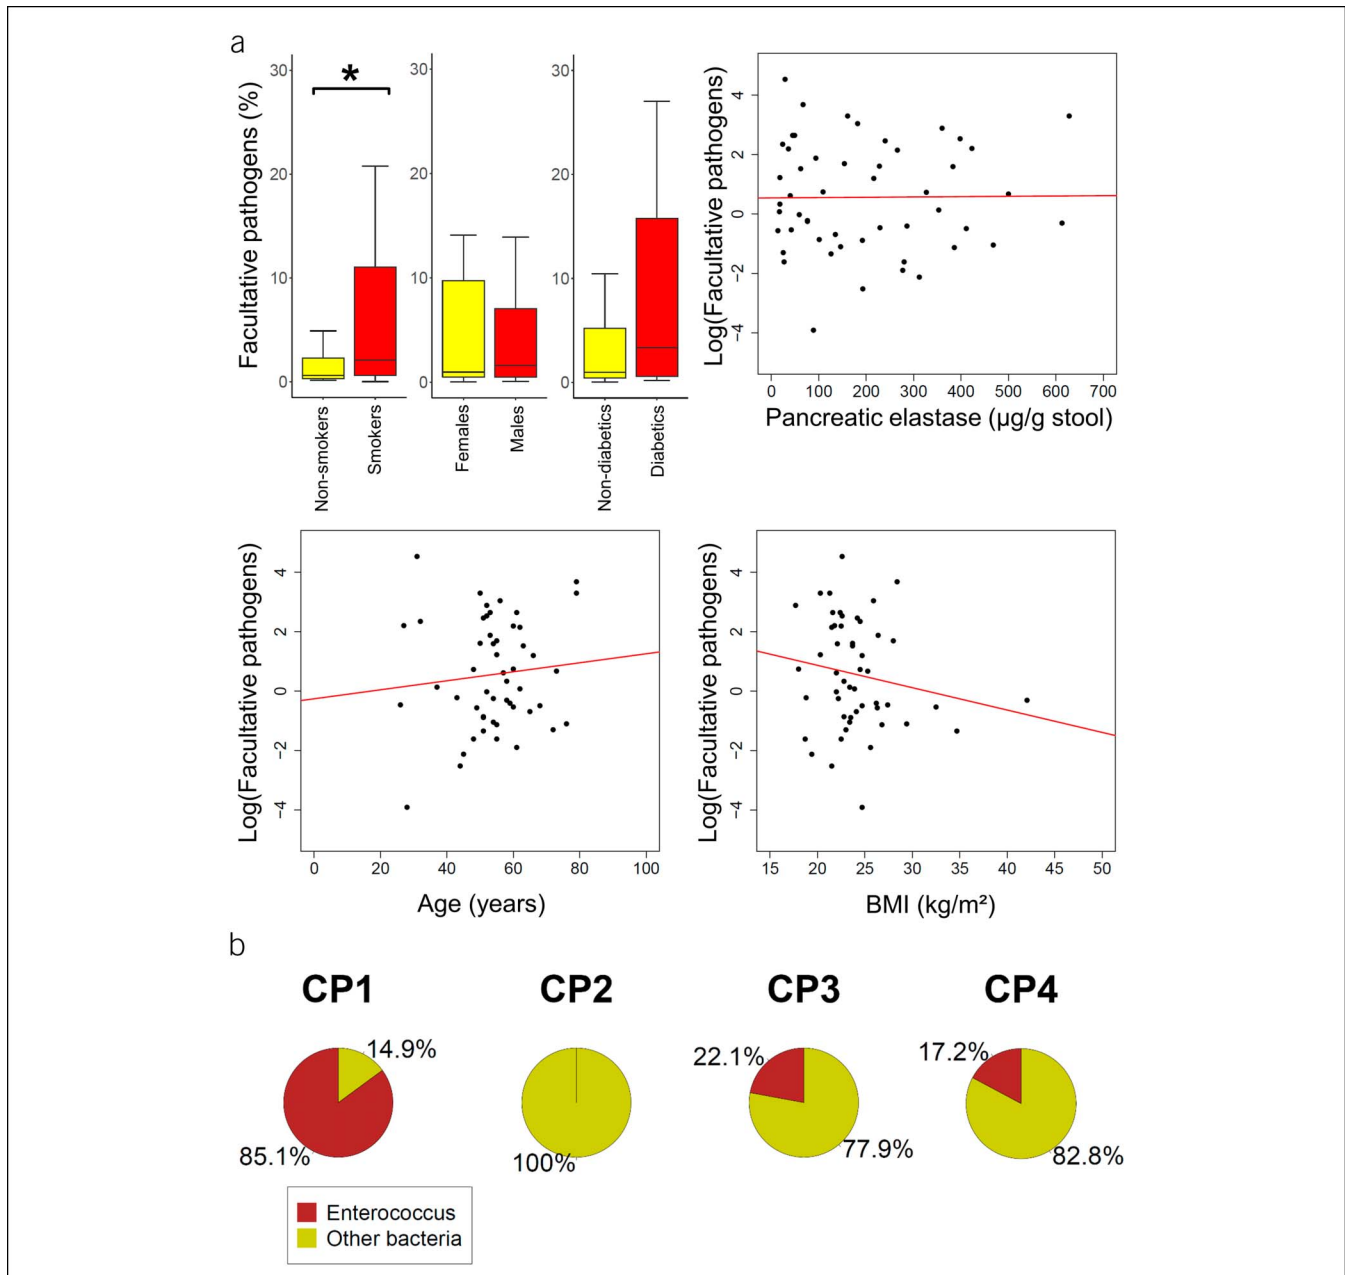 a
Facultative pathogens (%)
30
20
10
0
*
Non-smokers
Smokers
30
20
10
0
Females
Males
30
20
10
0
Non-diabetics
Diabetics
Log(Facultative pathogens)
4
2
0
−2
−4
0 100 200 300 400 500 600 700
Pancreatic elastase (µg/g stool)
Log(Facultative pathogens)
4
2
0
−2
−4
0 20 40 60 80 100
Age (years)
Log(Facultative pathogens)
4
2
0
−2
−4
15 20 25 30 35 40 45 50
BMI (kg/m²)
b
CP1 CP2 CP3 CP4
14.9%
85.1%
100%
22.1%
77.9%
17.2%
82.8%
Enterococcus
Other bacteria